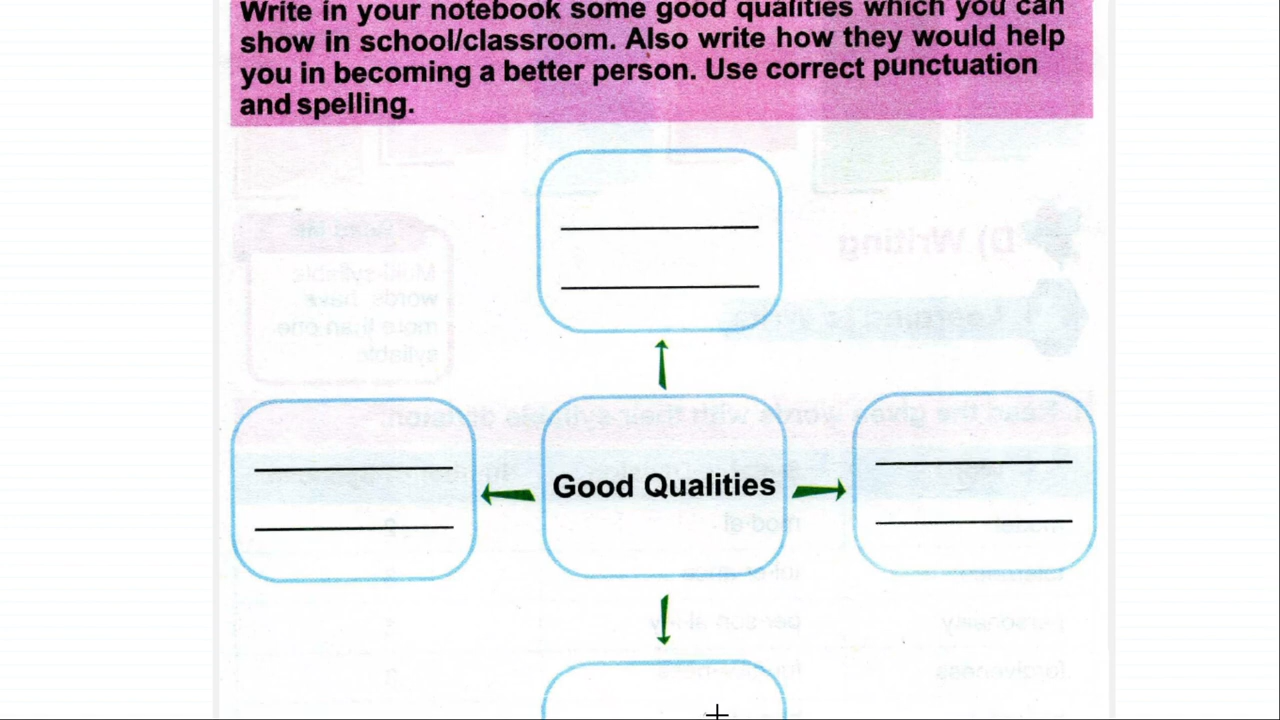 Write in your notebook some good qualities which you can
show in school/classroom. Also write how they would help
you in becoming a better person. Use correct punctuation
and spelling.
Good Qualities